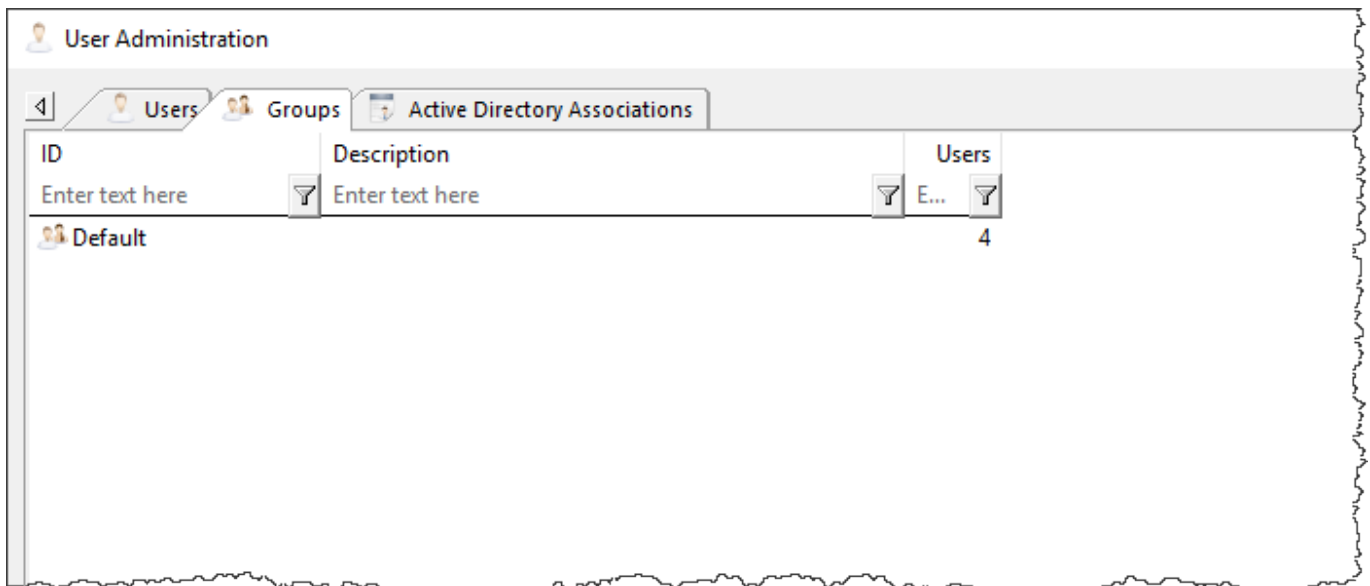 User Administration
Users Groups Active Directory Associations
ID Description Users
Enter text here Enter text here E...
Default 4